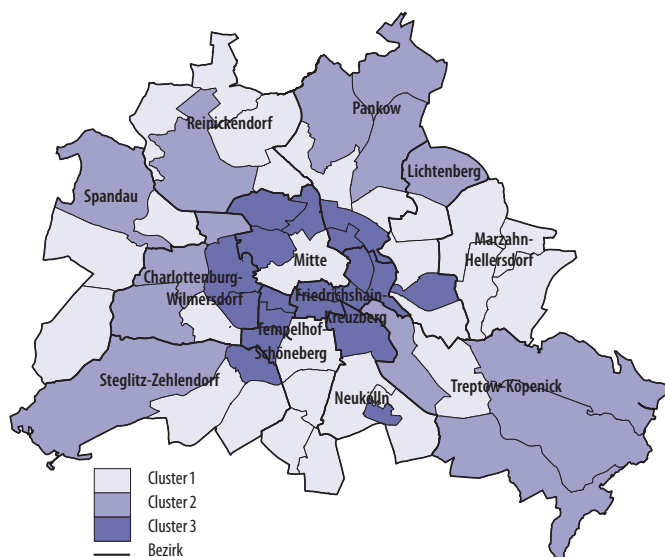 Pankow
Reinickendorf
Lichtenberg
Spandau
Marzahn-
Hellersdorf
Mitte
Charlottenburg-
Wilmersdorf
Friedrichshain-
Kreuzberg
Tempelhof-
Schöneberg
Steglitz-Zehlendorf
Treptow-Köpenick
Neukölln
Cluster 1
Cluster 2
Cluster 3
Bezirk